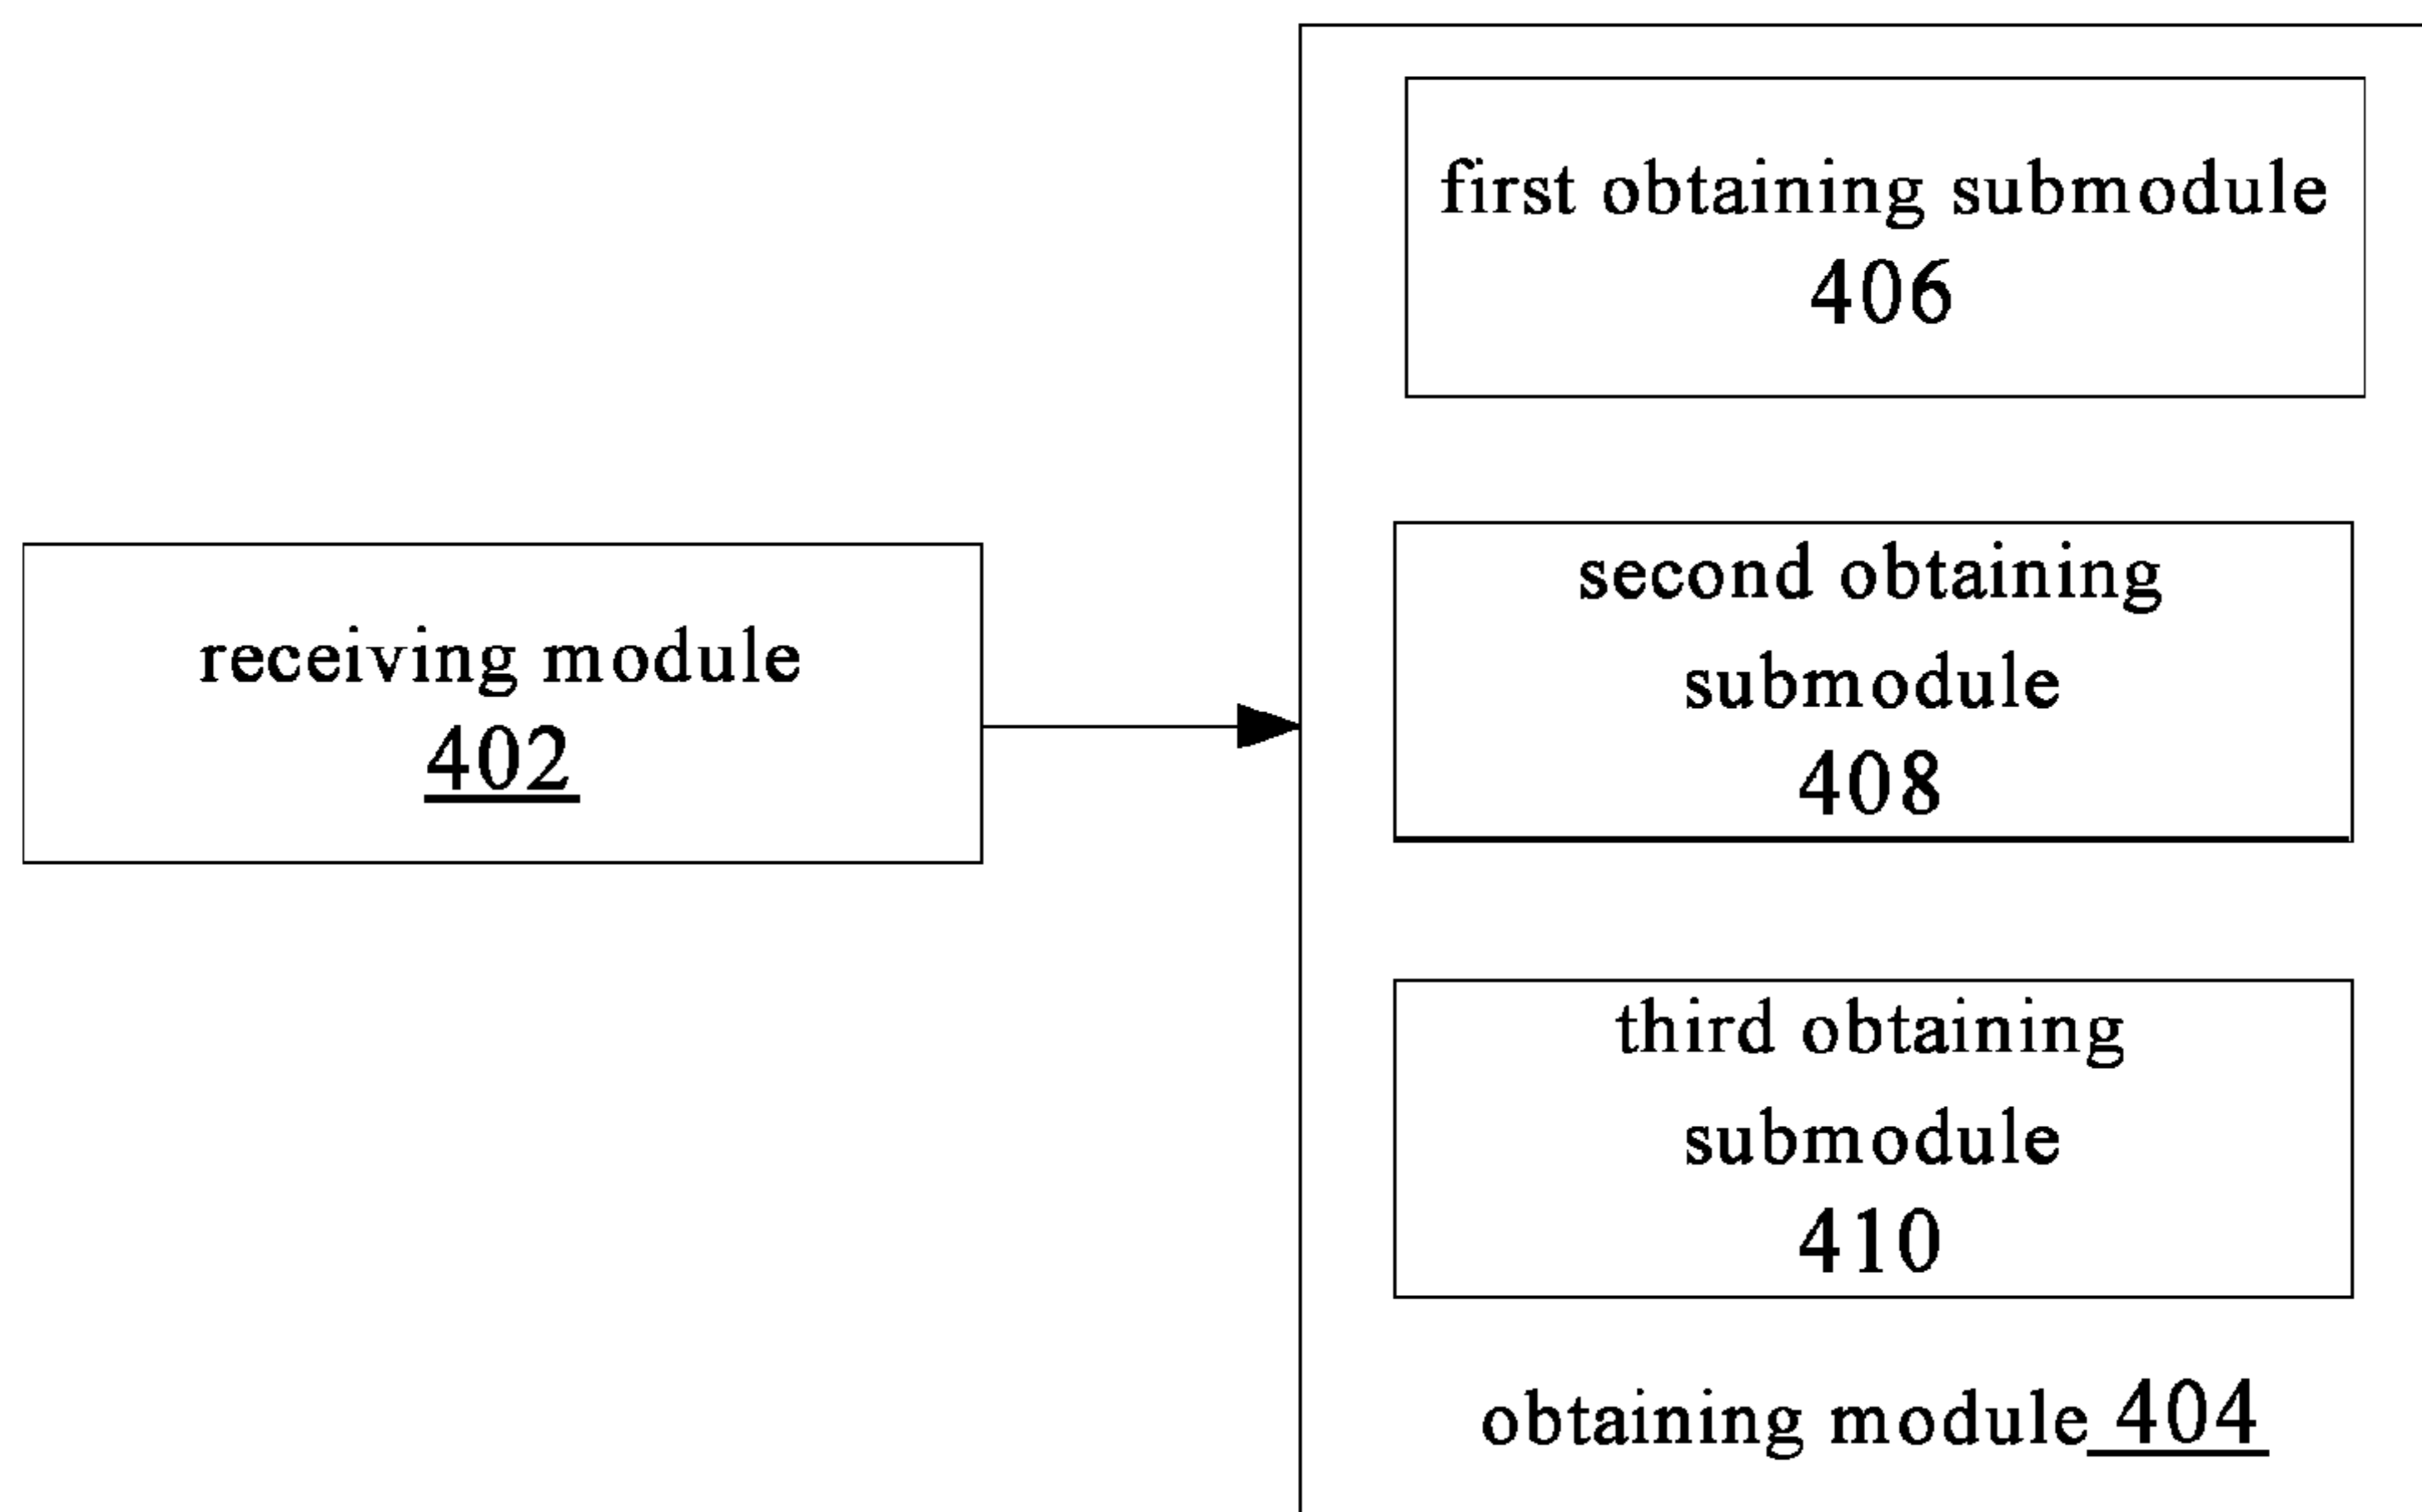 first obtaining submodule
406
receiving module
402
second obtaining
submodule
408
third obtaining
submodule
410
obtaining module 404